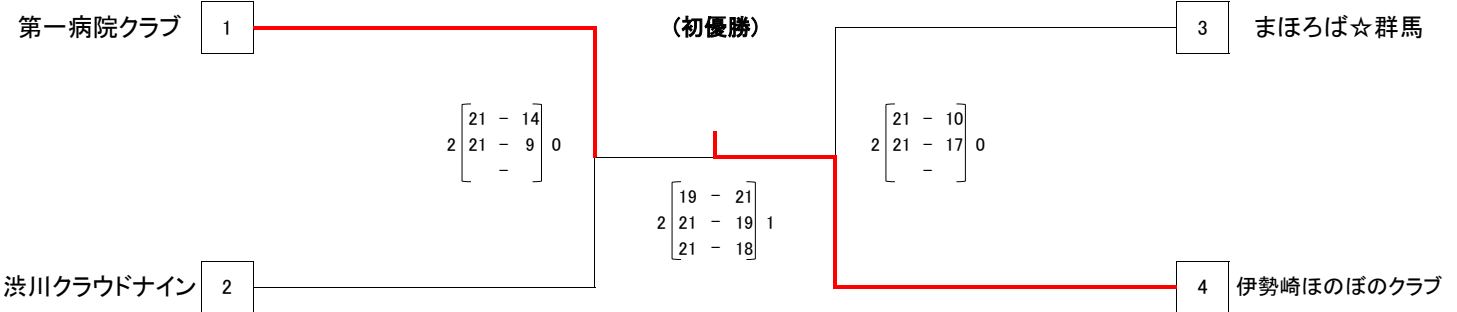 第一病院クラブ 1 (初優勝) 3 まほろば☆群馬
2 21 - 14 0
21 - 9
-
2 21 - 10 0
21 - 17
-
2 19 - 21 1
21 - 19
21 - 18
渋川クラウドナイン 2
4 伊勢崎ほのぼのクラブ